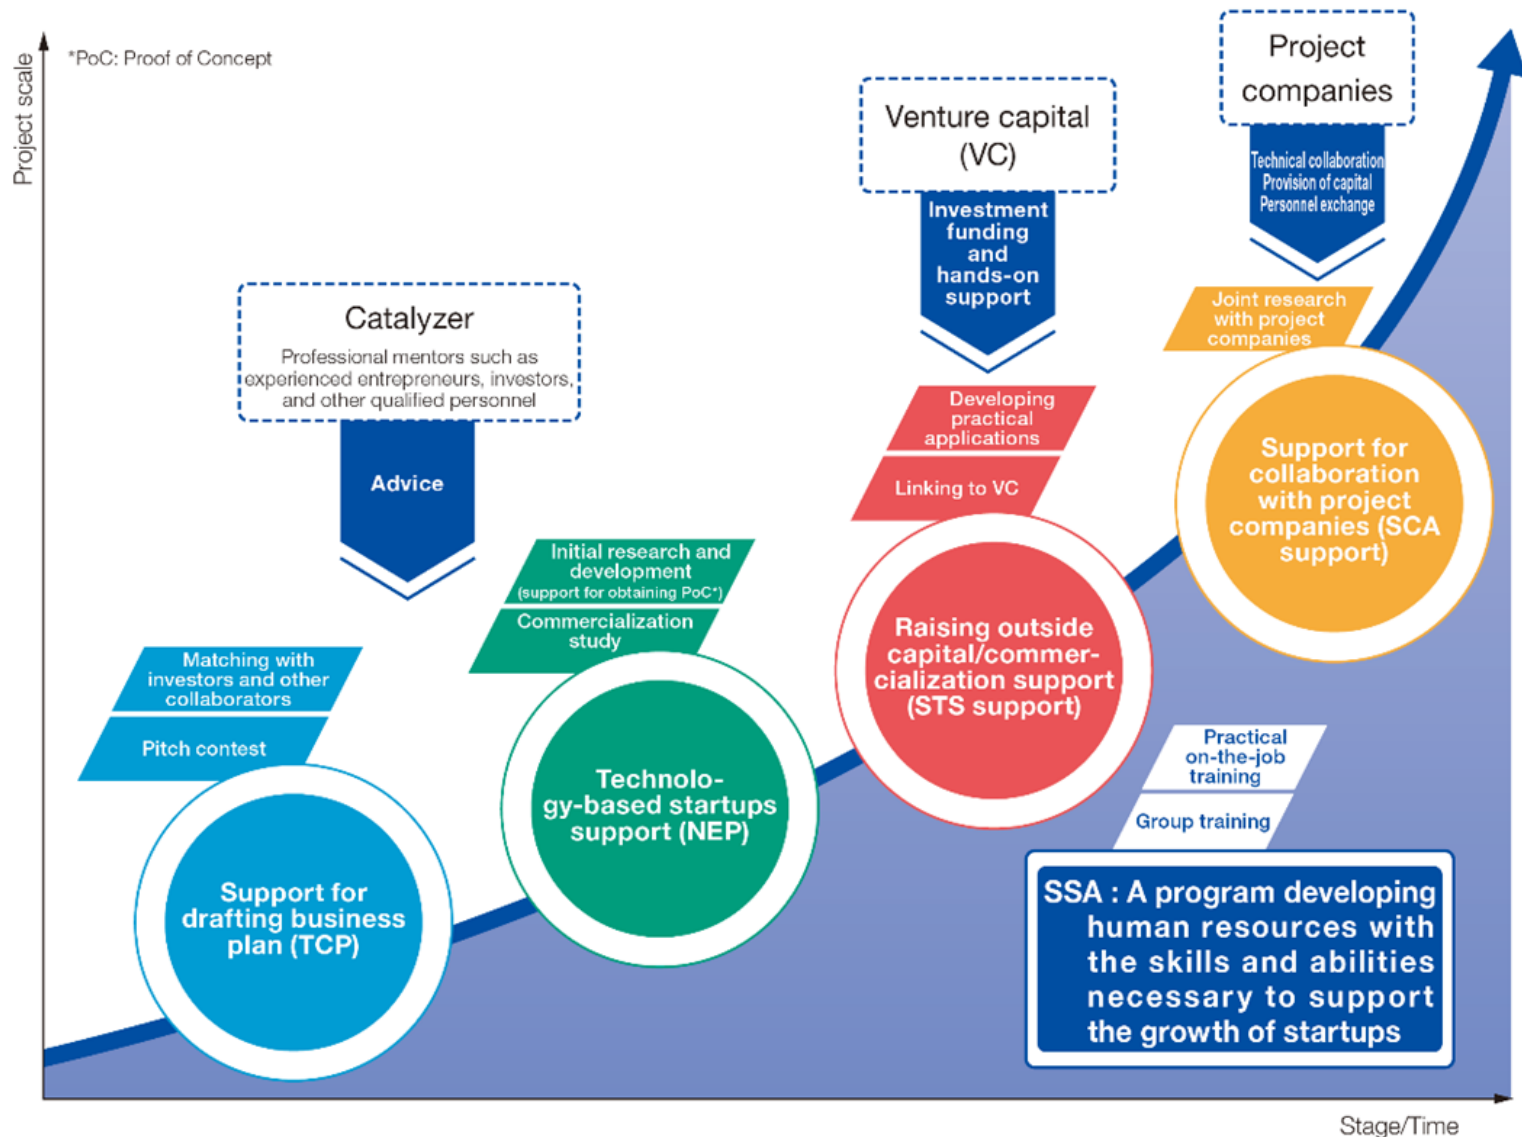 Project scale
*PoC: Proof of Concept
Project
companies
Technical collaboration
Provision of capital
Personnel exchange
Venture capital
(VC)
Investment
funding
and
hands-on
support
Catalyzer
Professional mentors such as
experienced entrepreneurs, investors,
and other qualified personnel
Advice
Matching with
investors and other
collaborators
Pitch contest
Support for
drafting business
plan (TCP)
Initial research and
development
(support for obtaining PoC*)
Commercialization
study
Technolo-
gy-based startups
support (NEP)
Developing
practical
applications
Linking to VC
Raising outside
capital/commer-
cialization support
(STS support)
Joint research
with project
companies
Support for
collaboration
with project
companies (SCA
support)
Practical
on-the-job
training
Group training
SSA : A program developing
human resources with
the skills and abilities
necessary to support
the growth of startups
Stage/Time